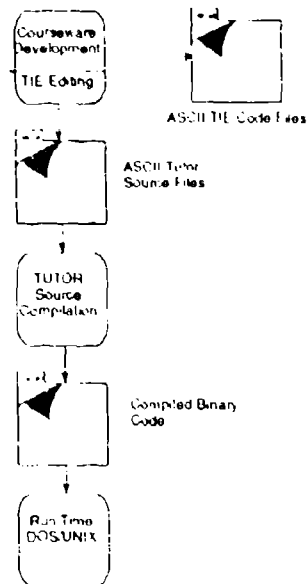 Courseware
Development
TIE Editing
ASCII TIE Code Files
ASCII Tutor
Source Files
TUTOR
Source
Compilation
Compiled Binary
Code
Run Time
DOS/UNIX